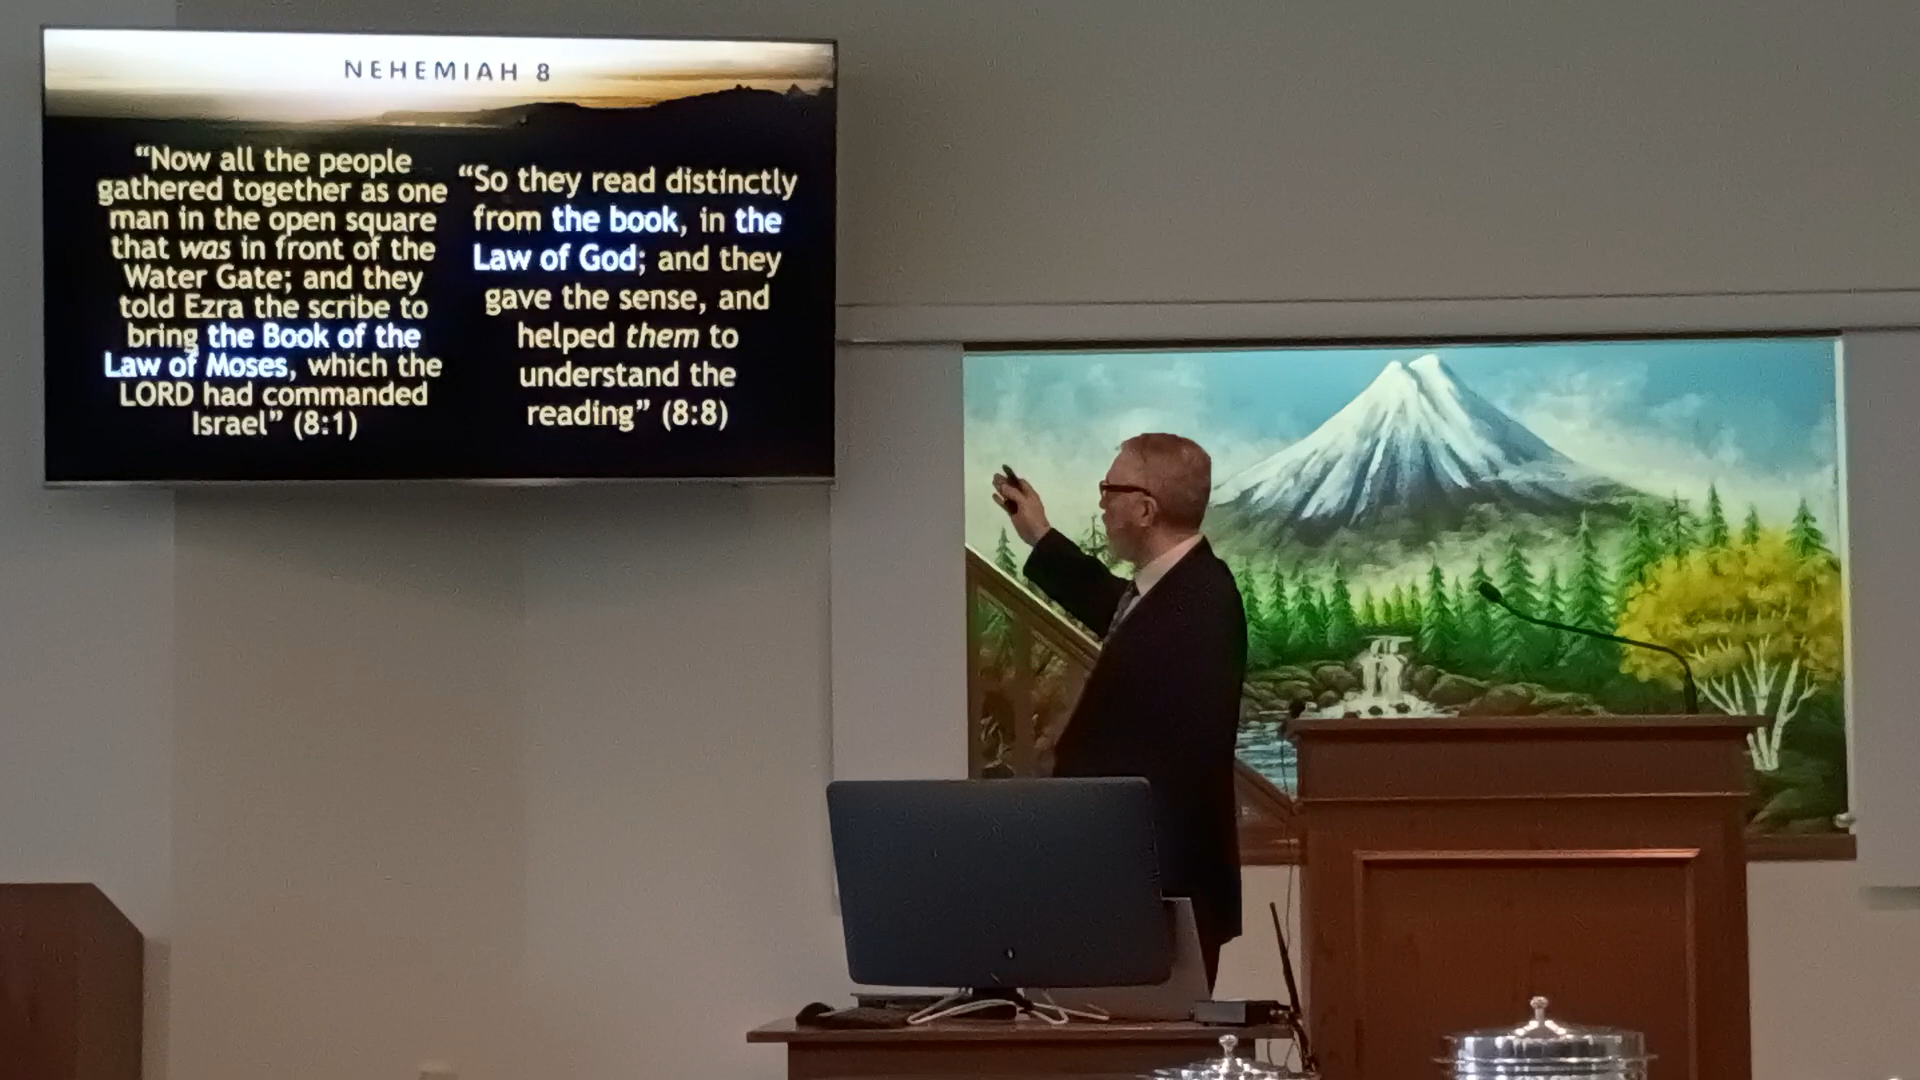 NEHEMIAH 8
“Now all the people
gathered together as one
man in the open square
that was in front of the
Water Gate; and they
told Ezra the scribe to
bring the Book of the
Law of Moses, which the
LORD had commanded
Israel” (8:1)
“So they read distinctly
from the book, in the
Law of God; and they
gave the sense, and
helped them to
understand the
reading” (8:8)